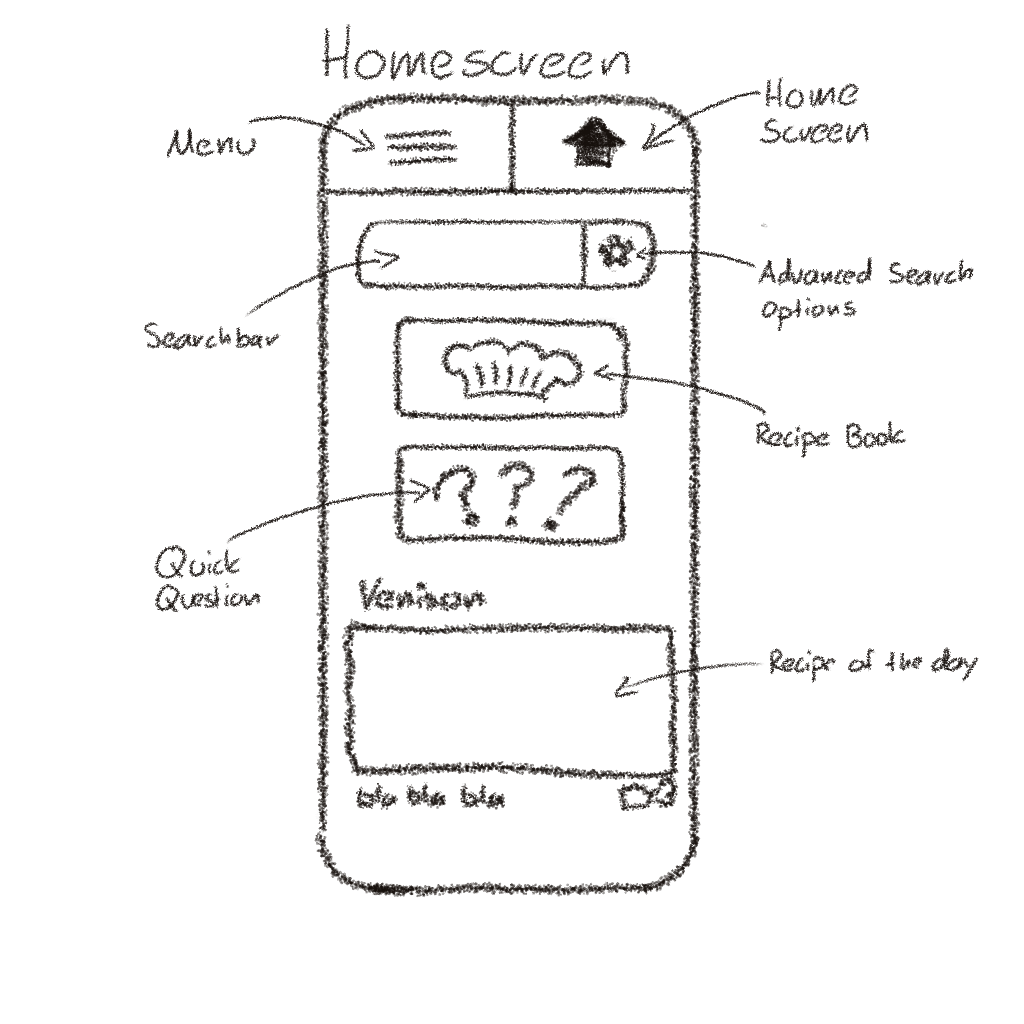 Homescreen
Menu
Home
Screen
Searchbar
Advanced Search
Options
Recipe Book
? ? ?
Quick
Question
Venison
Recipe of the day
bla bla bla